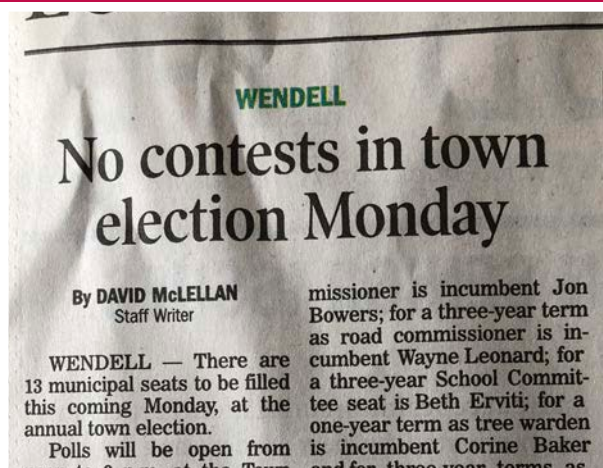 WENDELL
No contests in town
election Monday
By DAVID McLELLAN
Staff Writer
WENDELL — There are
13 municipal seats to be filled
this coming Monday, at the
annual town election.
Polls will be open from
missioner is incumbent Jon
Bowers; for a three-year term
as road commissioner is in-
cumbent Wayne Leonard; for
a three-year School Commit-
tee seat is Beth Erviti; for a
one-year term as tree warden
is incumbent Corine Baker